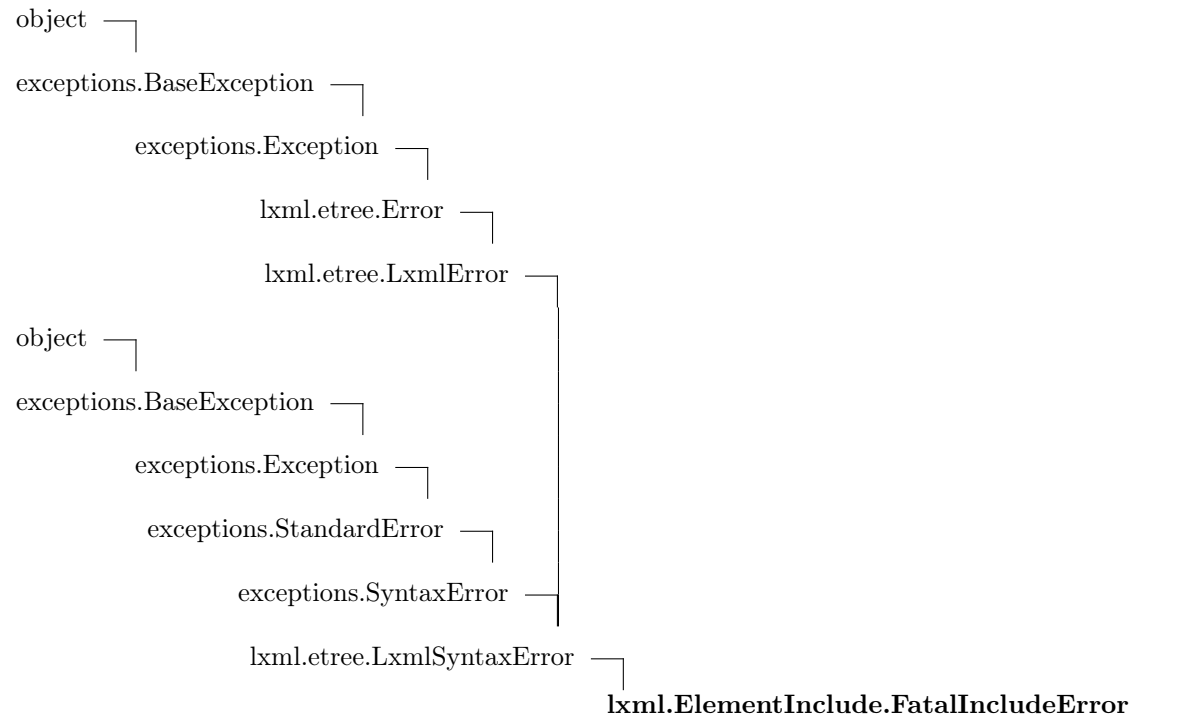 object
exceptions.BaseException
exceptions.Exception
lxml.etree.Error
lxml.etree.LxmlError
object
exceptions.BaseException
exceptions.Exception
exceptions.StandardError
exceptions.SyntaxError
lxml.etree.LxmlSyntaxError
lxml.ElementInclude.FatalIncludeError